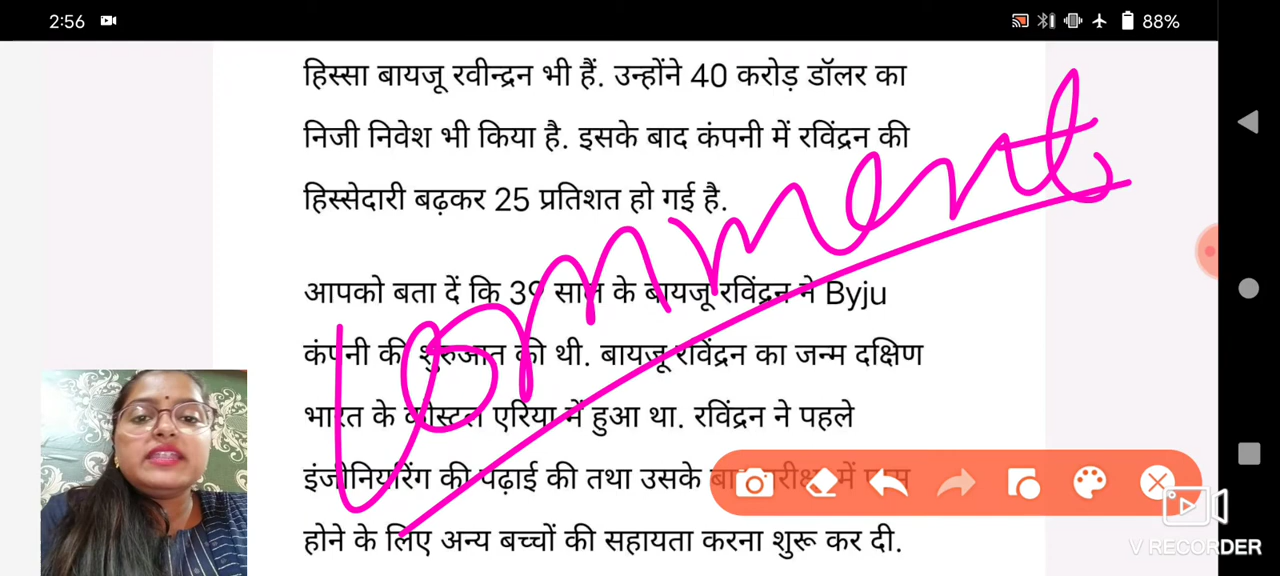 2:56
88%
हिस्सा बायजू रवीन्द्रन भी हैं. उन्होंने 40 करोड़ डॉलर का
निजी निवेश भी किया है. इसके बाद कंपनी में रविंद्रन की
हिस्सेदारी बढ़कर 25 प्रतिशत हो गई है.
Comment
आपको बता दें कि 39 साल के बायजू रविंद्रन ने Byju
कंपनी की शुरुआत की थी. बायजू रविंद्रन का जन्म दक्षिण
भारत के कोस्टल एरिया में हुआ था. रविंद्रन ने पहले
इंजीनियरिंग की पढ़ाई की तथा उसके में
होने के लिए अन्य बच्चों की सहायता करना शुरू कर दी.
V RECORDER